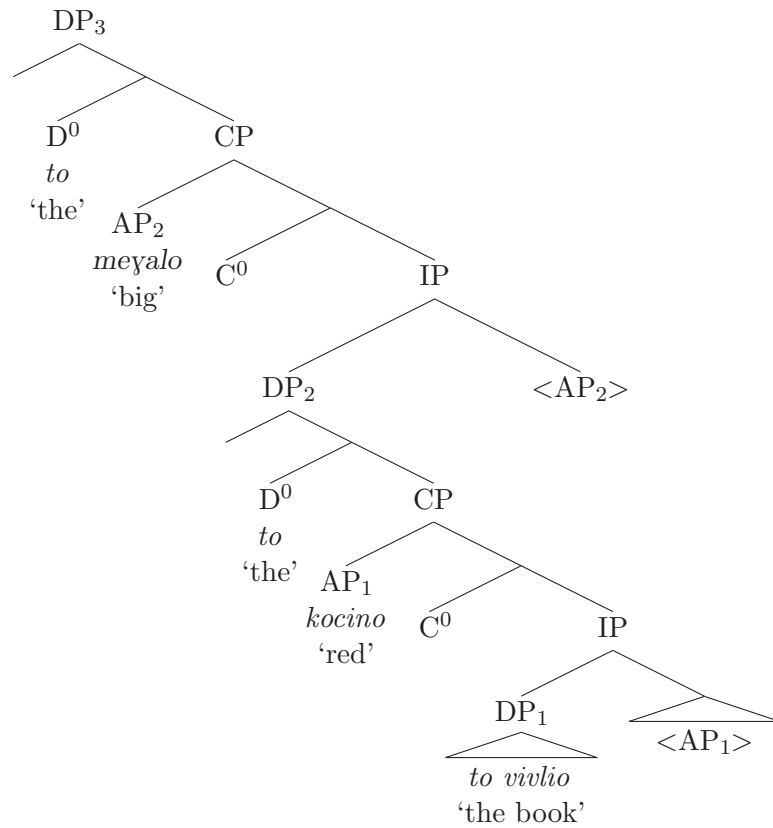 DP₃
D⁰ CP
to
‘the’ AP₂
meɣalo C⁰ IP
‘big’
DP₂ <AP₂>
D⁰ CP
to
‘the’ AP₁
kocino C⁰ IP
‘red’
DP₁ <AP₁>
to vivlio
‘the book’